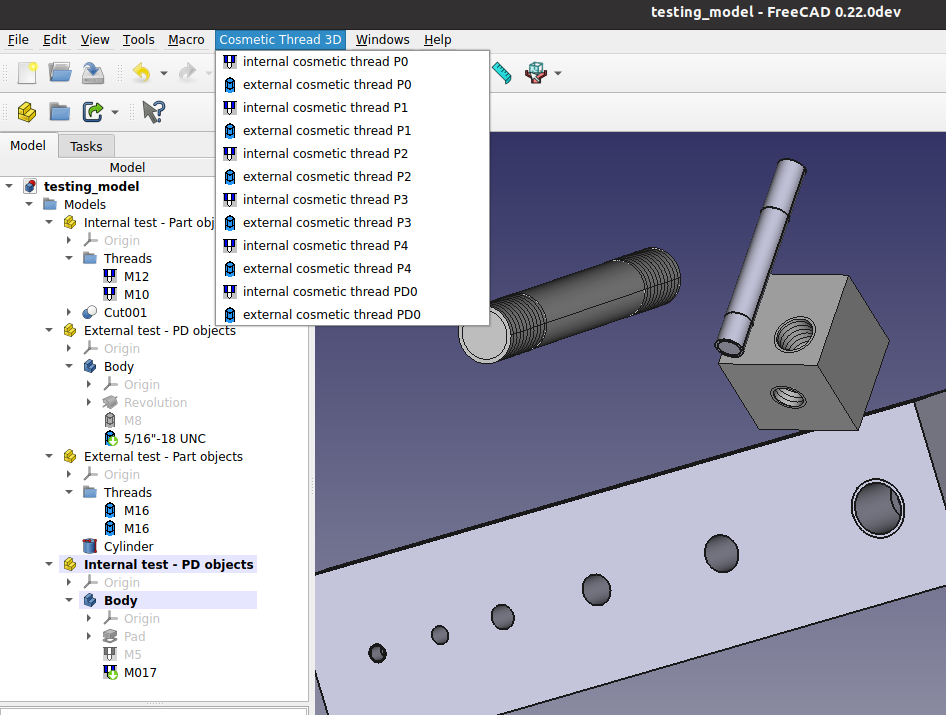 testing_model - FreeCAD 0.22.0dev
File Edit View Tools Macro Cosmetic Thread 3D Windows Help
internal cosmetic thread P0
external cosmetic thread P0
internal cosmetic thread P1
external cosmetic thread P1
internal cosmetic thread P2
external cosmetic thread P2
internal cosmetic thread P3
external cosmetic thread P3
internal cosmetic thread P4
external cosmetic thread P4
internal cosmetic thread PD0
external cosmetic thread PD0
Model Tasks
Model
testing_model
Models
Internal test - Part obj
Origin
Threads
M12
M10
Cut001
External test - PD objects
Origin
Body
Origin
Revolution
M8
5/16"-18 UNC
External test - Part objects
Origin
Threads
M16
M16
Cylinder
Internal test - PD objects
Origin
Body
Origin
Pad
M5
M017